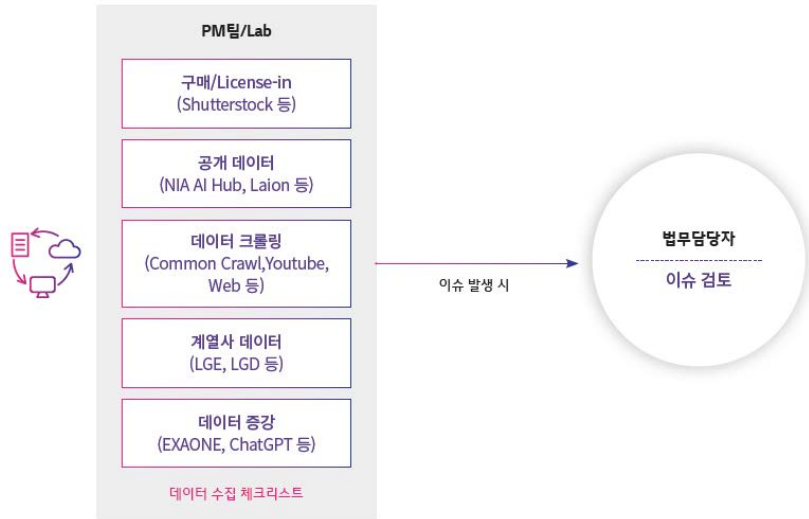 PM팀/Lab
구매/License-in
(Shutterstock 등)
공개 데이터
(NIA AI Hub, Laion 등)
데이터 크롤링
(Common Crawl,Youtube,
Web 등)
계열사 데이터
(LGE, LGD 등)
데이터 증강
(EXAONE, ChatGPT 등)
데이터 수집 체크리스트
이슈 발생 시
법무담당자
이슈 검토